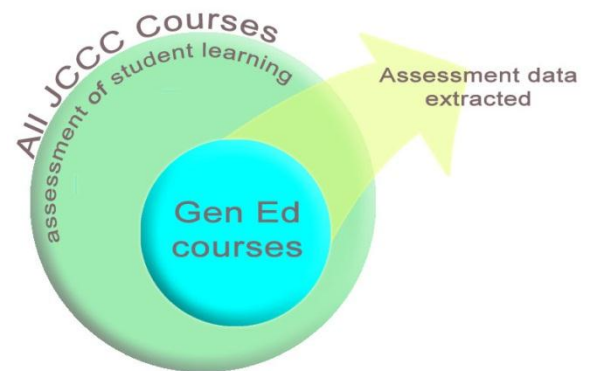 All JCCC Courses
assessment of student learning
Assessment data
extracted
Gen Ed
courses